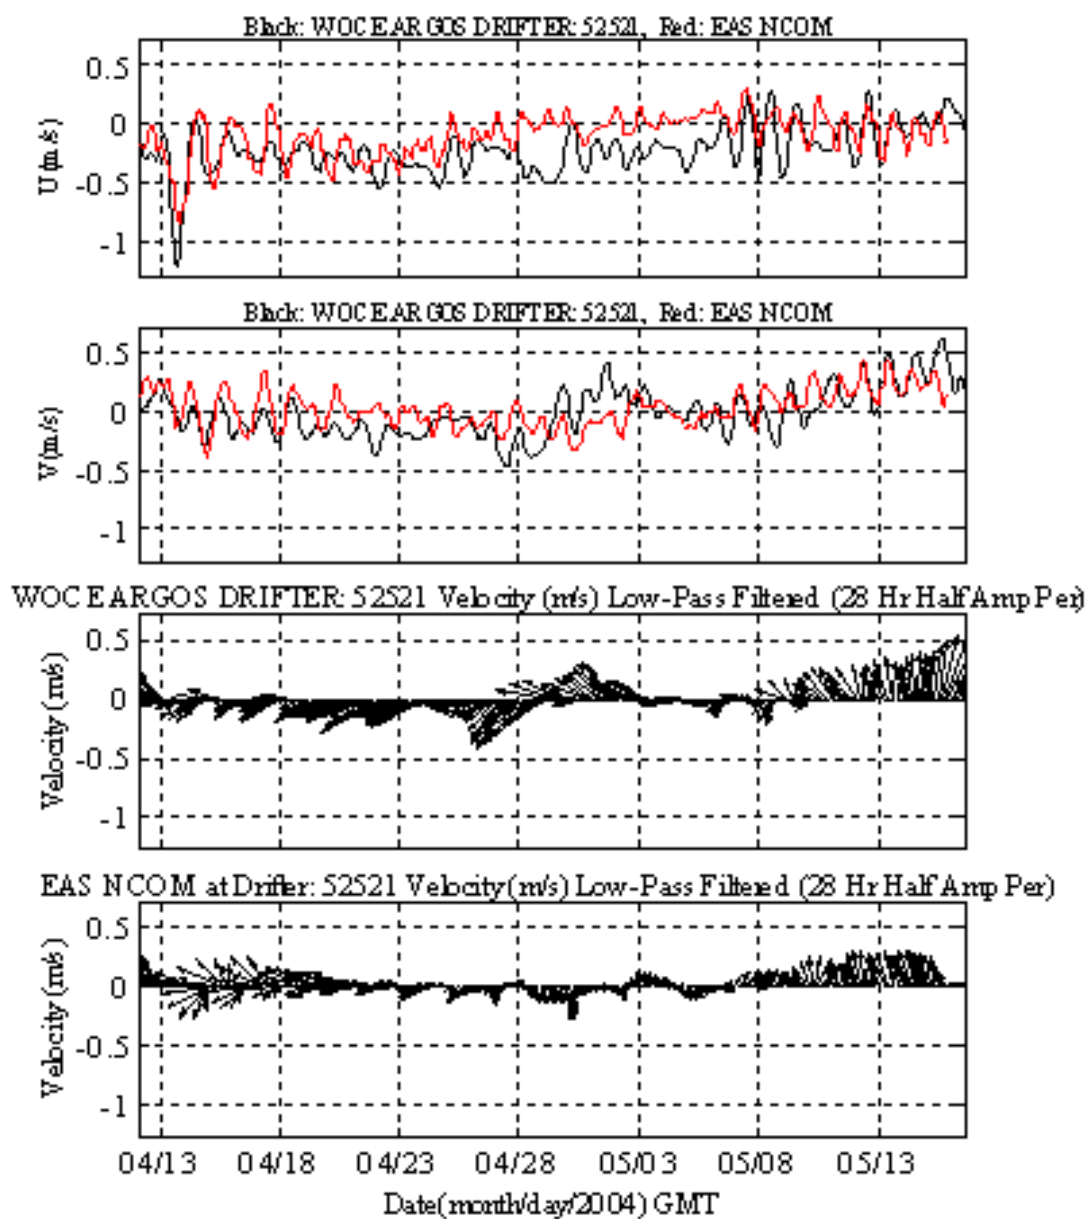 Black: WOCE ARGOS DRIFTER: 52521, Red: EAS NCOM
0.5
0
-0.5
-1
U(m/s)
Black: WOCE ARGOS DRIFTER: 52521, Red: EAS NCOM
0.5
0
-0.5
-1
V(m/s)
WOCE ARGOS DRIFTER: 52521 Velocity (m/s) Low-Pass Filtered (28 Hr Half Amp Per)
0.5
0
-0.5
-1
Velocity (m/s)
EAS NCOM at Drifter: 52521 Velocity (m/s) Low-Pass Filtered (28 Hr Half Amp Per)
0.5
0
-0.5
-1
Velocity (m/s)
04/13 04/18 04/23 04/28 05/03 05/08 05/13
Date(month/day/2004) GMT